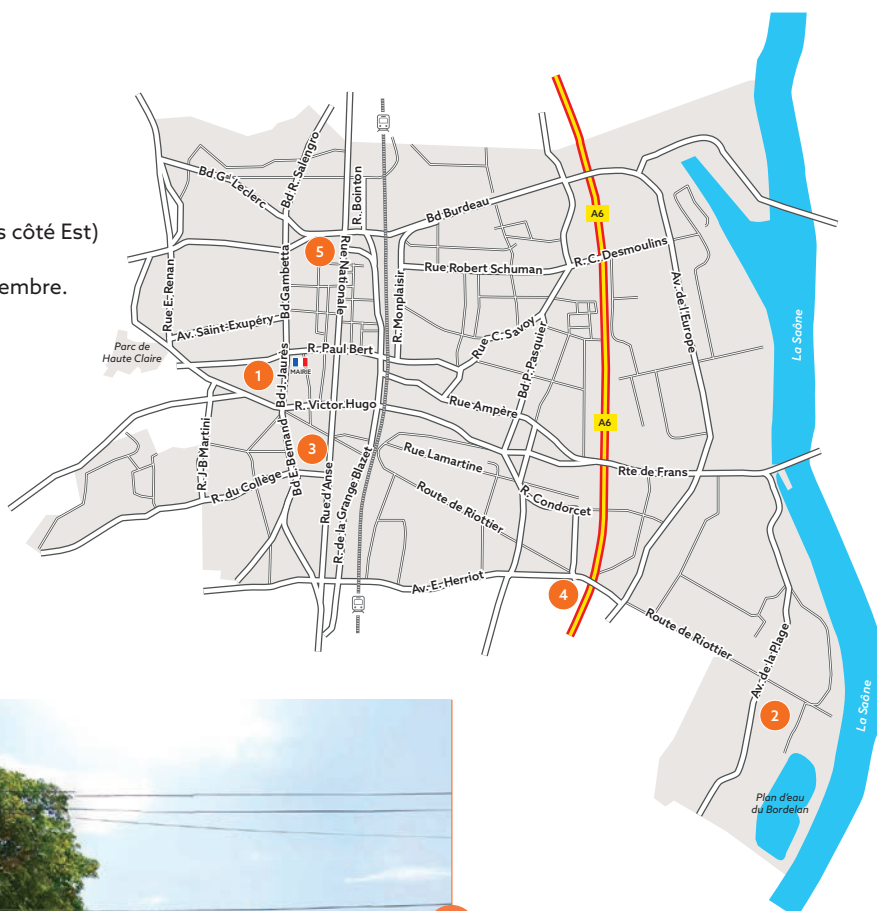 s côté Est)
embre.
Bd Gal Leclerc
Bd R. Salengro
R. Bointon
Bd Burdeau
A6
R. C. Desmoulins
5
Rue Nationale
Bd Gambetta
Rue E. Renan
R. Monplaisir
Rue Robert Schuman
Av. de l'Europe
La Saône
Av. Saint-Exupéry
Parc de
Haute Claire
R. Paul Bert
MAIRIE
Rue C. Savoy
Bd P. Pasquier
1
Bd J. Jaurès
R. Victor Hugo
Rue Ampère
A6
R. J-B Martini
3
Bd E. Bernand
R. du Collège
Rue d'Anse
R. de la Grange Blazet
Rue Lamartine
Rte de Frans
Route de Riottier
R. Condorcet
Av. E. Herriot
4
Route de Riottier
Av. de la Plage
2
La Saône
Plan d'eau
du Bordelan